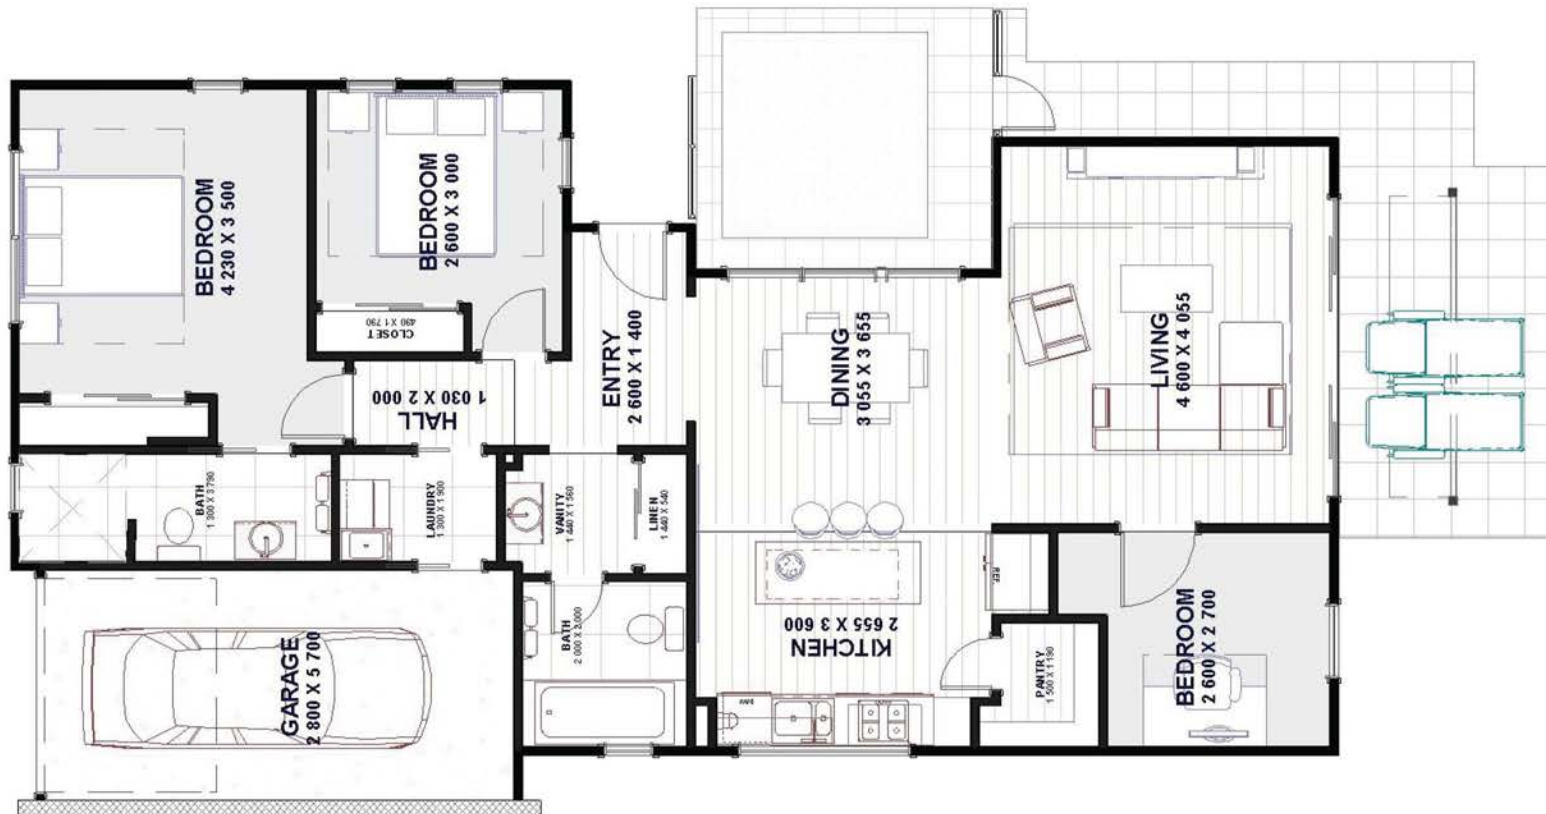 BEDROOM
4 230 X 3 500
BEDROOM
2 600 X 3 000
CLOSET
490 X 1 790
HALL
1 030 X 2 000
ENTRY
2 600 X 1 400
DINING
3 055 X 3 655
LIVING
4 600 X 4 055
BATH
1 300 X 3 790
LAUNDRY
1 300 X 1 900
VANITY
1 440 X 1 560
LINEN
1 440 X 540
BATH
2 000 X 2 000
GARAGE
2 800 X 5 700
KITCHEN
2 655 X 3 600
REF
PANTRY
1 500 X 1 190
BEDROOM
2 600 X 2 700